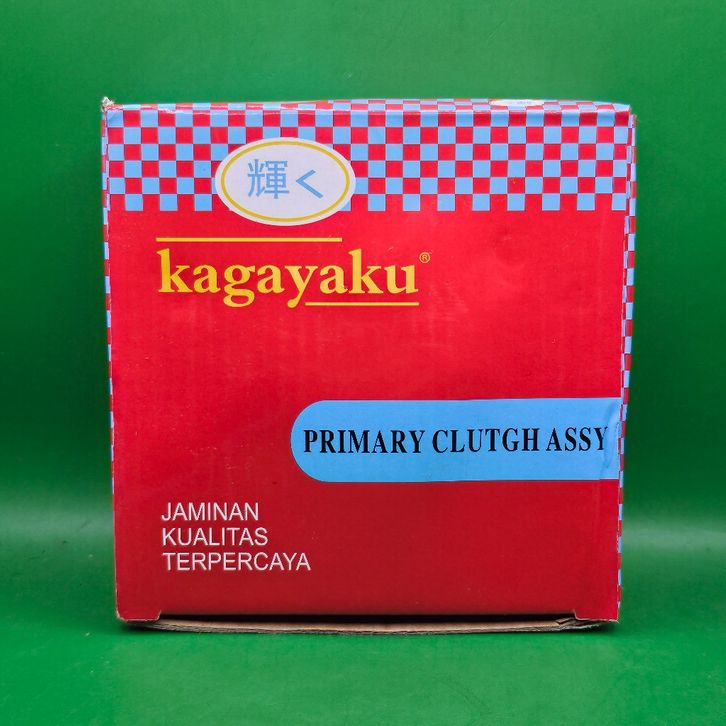 輝く
kagayaku®
PRIMARY CLUTGH ASSY
JAMINAN
KUALITAS
TERPERCAYA